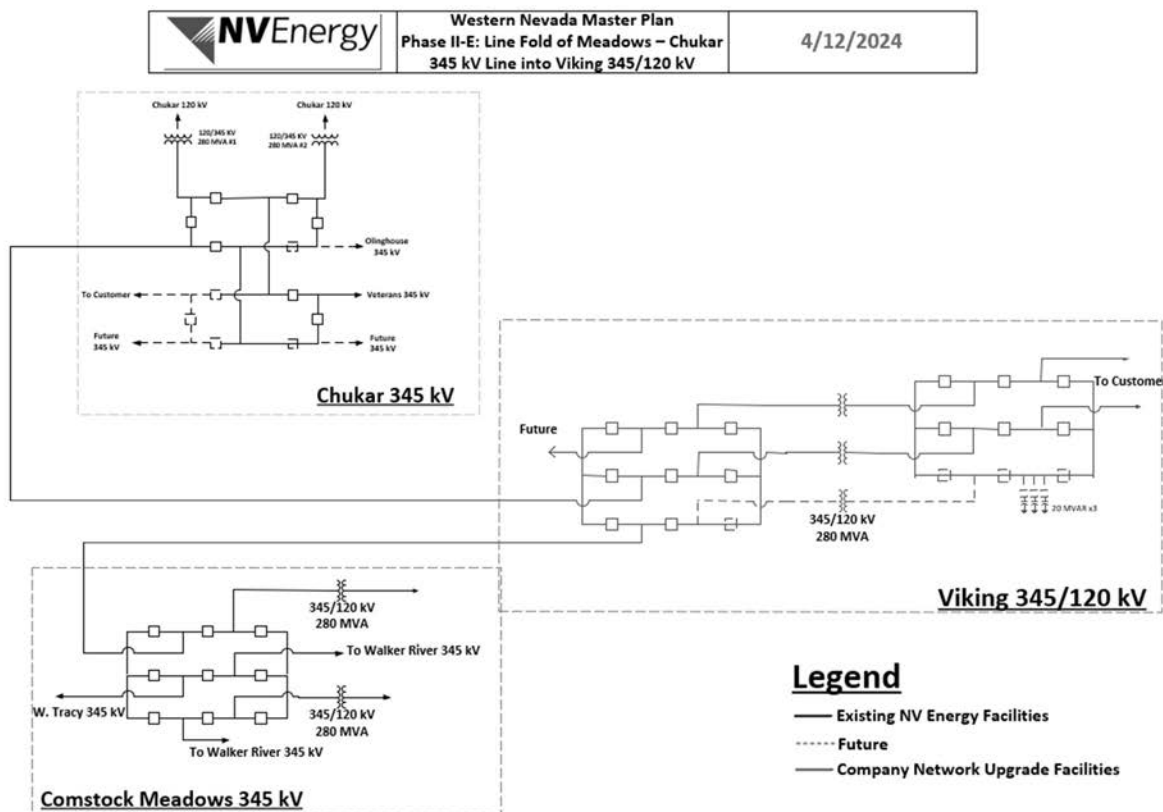 NVEnergy
Western Nevada Master Plan
Phase II-E: Line Fold of Meadows – Chukar
345 kV Line into Viking 345/120 kV
4/12/2024
Chukar 120 kV
Chukar 120 kV
120/345 KV
280 MVA #1
120/345 KV
280 MVA #2
Olinghouse
345 kV
To Customer
Veterans 345 kV
Future
345 kV
Future
345 kV
Chukar 345 kV
To Customer
Future
20 MVAR x3
345/120 kV
280 MVA
Viking 345/120 kV
345/120 kV
280 MVA
To Walker River 345 kV
W. Tracy 345 kV
345/120 kV
280 MVA
To Walker River 345 kV
Comstock Meadows 345 kV
Legend
Existing NV Energy Facilities
Future
Company Network Upgrade Facilities